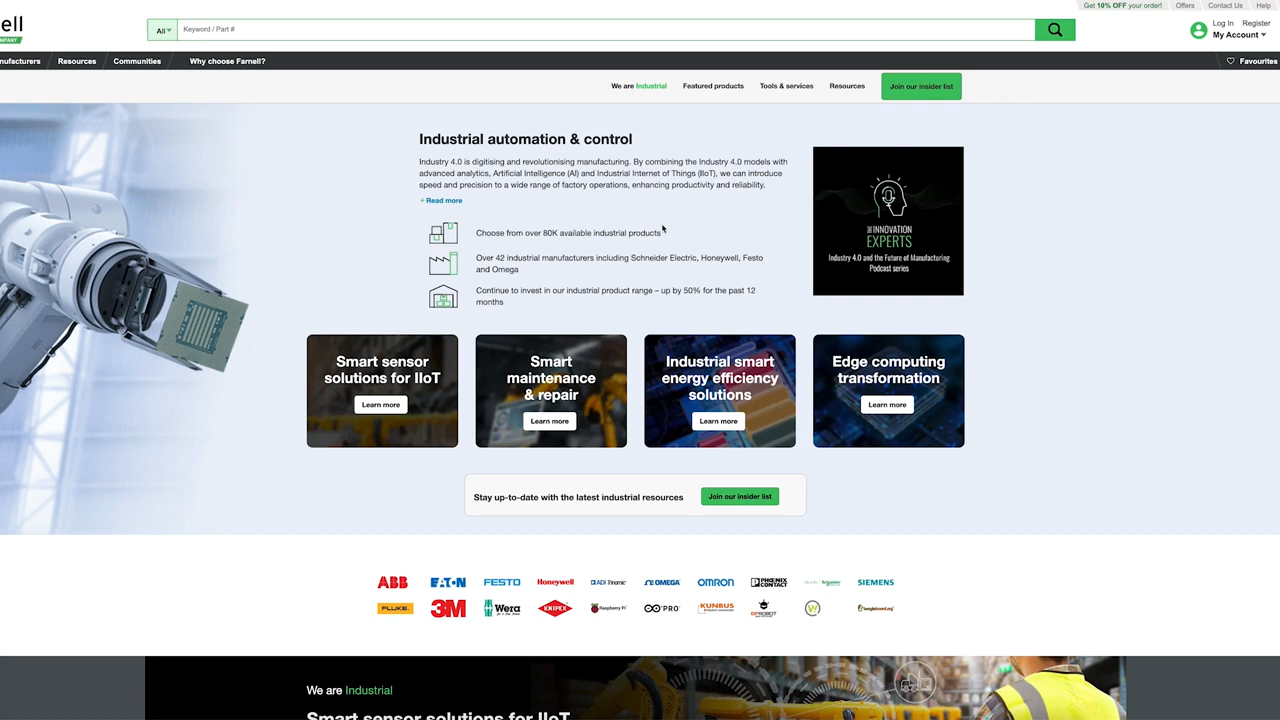 Get 10% OFF your order! Offers Contact Us Help
ell
COMPANY
All
Keyword / Part #
Log In Register
My Account
nufacturers Resources Communities Why choose Farnell? Favourites
We are Industrial Featured products Tools & services Resources Join our insider list
Industrial automation & control
Industry 4.0 is digitising and revolutionising manufacturing. By combining the Industry 4.0 models with
advanced analytics, Artificial Intelligence (AI) and Industrial Internet of Things (IIoT), we can introduce
speed and precision to a wide range of factory operations, enhancing productivity and reliability.
+ Read more
Choose from over 80K available industrial products
Over 42 industrial manufacturers including Schneider Electric, Honeywell, Festo
and Omega
Continue to invest in our industrial product range – up by 50% for the past 12
months
THE INNOVATION
EXPERTS
Industry 4.0 and the Future of Manufacturing
Podcast series
Smart sensor
solutions for IIoT
Learn more
Smart
maintenance
& repair
Learn more
Industrial smart
energy efficiency
solutions
Learn more
Edge computing
transformation
Learn more
Stay up-to-date with the latest industrial resources
Join our insider list
ABB EATON FESTO Honeywell ADI Trinamic OMEGA OMRON PHOENIX CONTACT Schneider SIEMENS
FLUKE 3M Wera KNIPEX Raspberry Pi PRO KUNBUS DFROBOT beagleboard.org
We are Industrial
Smart sensor solutions for IIoT